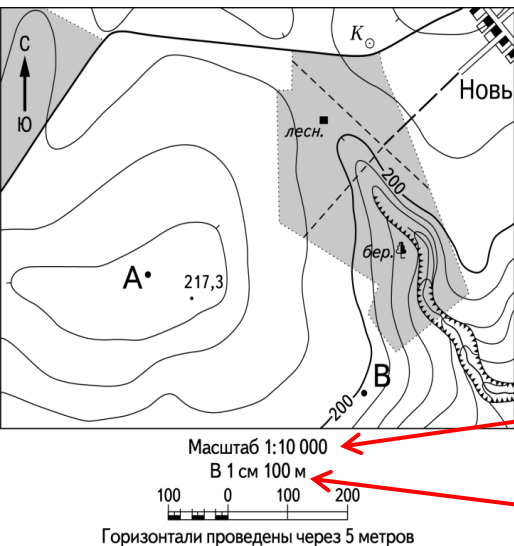 С
К
Новь
Ю
лесн.
200
бер.
А
217,3
В
200
Масштаб 1:10 000
В 1 см 100 м
100 0 100 200
Горизонтали проведены через 5 метров